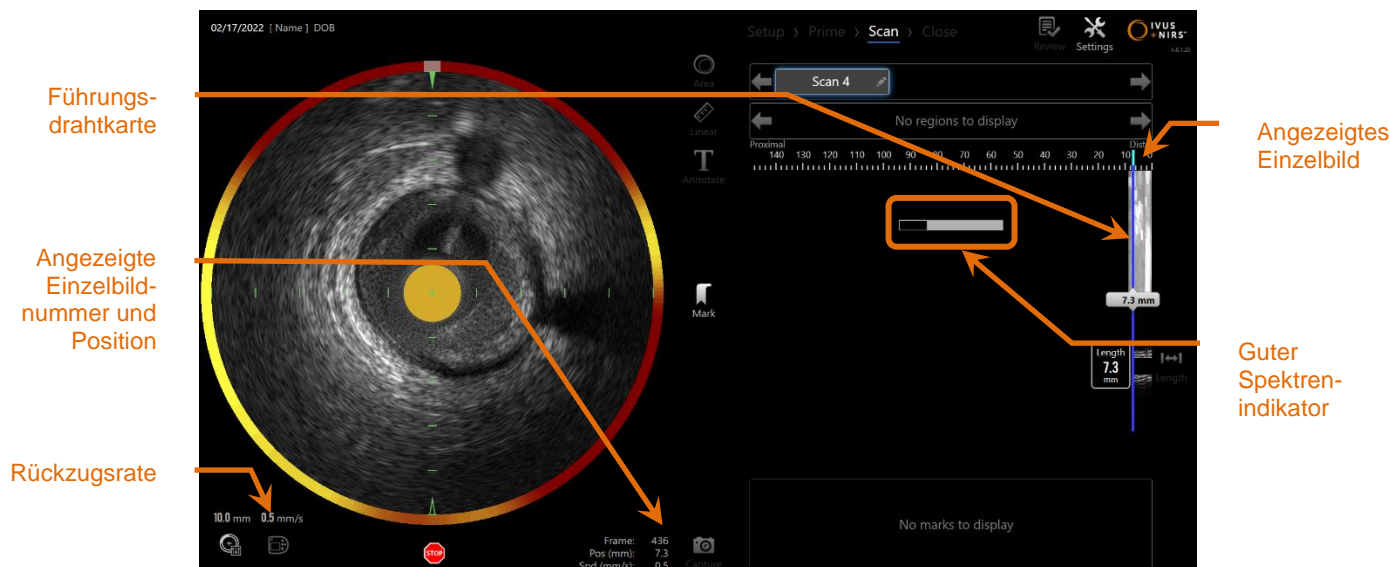 02/17/2022 [ Name ] DOB
Setup > Prime > Scan > Close
Review
Settings
IVUS
+NIRS™
Führungs-
drahtkarte
Area
Scan 4
Linear
No regions to display
Angezeigtes
Einzelbild
Annotate
Proximal
140 130 120 110 100 90 80 70 60 50 40 30 20 10 0
Angezeigte
Einzelbild-
nummer und
Position
Mark
7.3 mm
Length
7.3
mm
Length
Guter
Spektren-
indikator
Rückzugsrate
10.0 mm 0.5 mm/s
STOP
Frame: 436
Pos (mm): 7.3
Spd (mm/s): 0.5
Capture
No marks to display